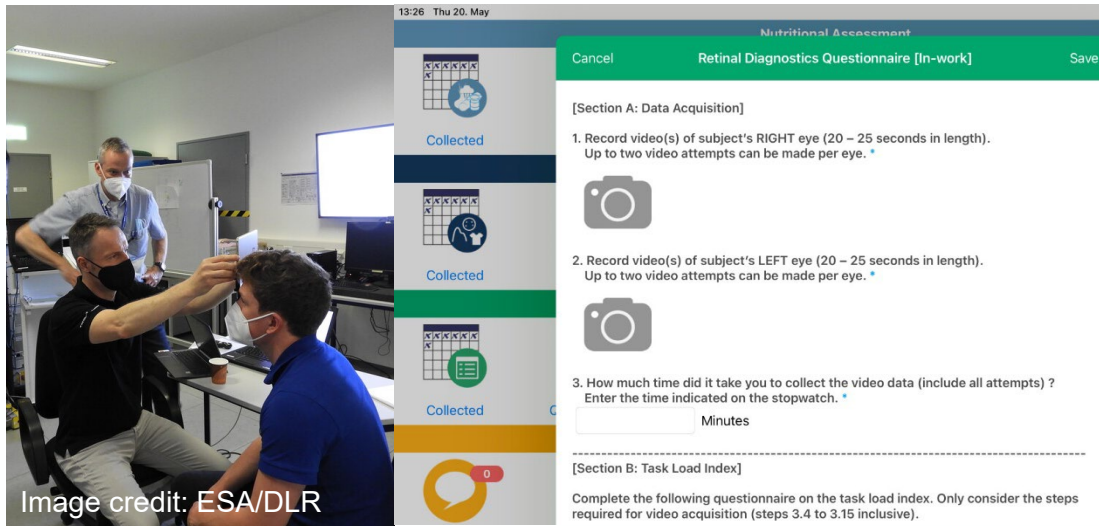 Image credit: ESA/DLR
13:26 Thu 20. May
Nutritional Assessment
Cancel
Retinal Diagnostics Questionnaire [In-work]
Save
Collected
Collected
Collected
0
[Section A: Data Acquisition]
1. Record video(s) of subject's RIGHT eye (20 – 25 seconds in length).
Up to two video attempts can be made per eye. *
2. Record video(s) of subject's LEFT eye (20 – 25 seconds in length).
Up to two video attempts can be made per eye. *
3. How much time did it take you to collect the video data (include all attempts) ?
Enter the time indicated on the stopwatch. *
Minutes
[Section B: Task Load Index]
Complete the following questionnaire on the task load index. Only consider the steps
required for video acquisition (steps 3.4 to 3.15 inclusive).